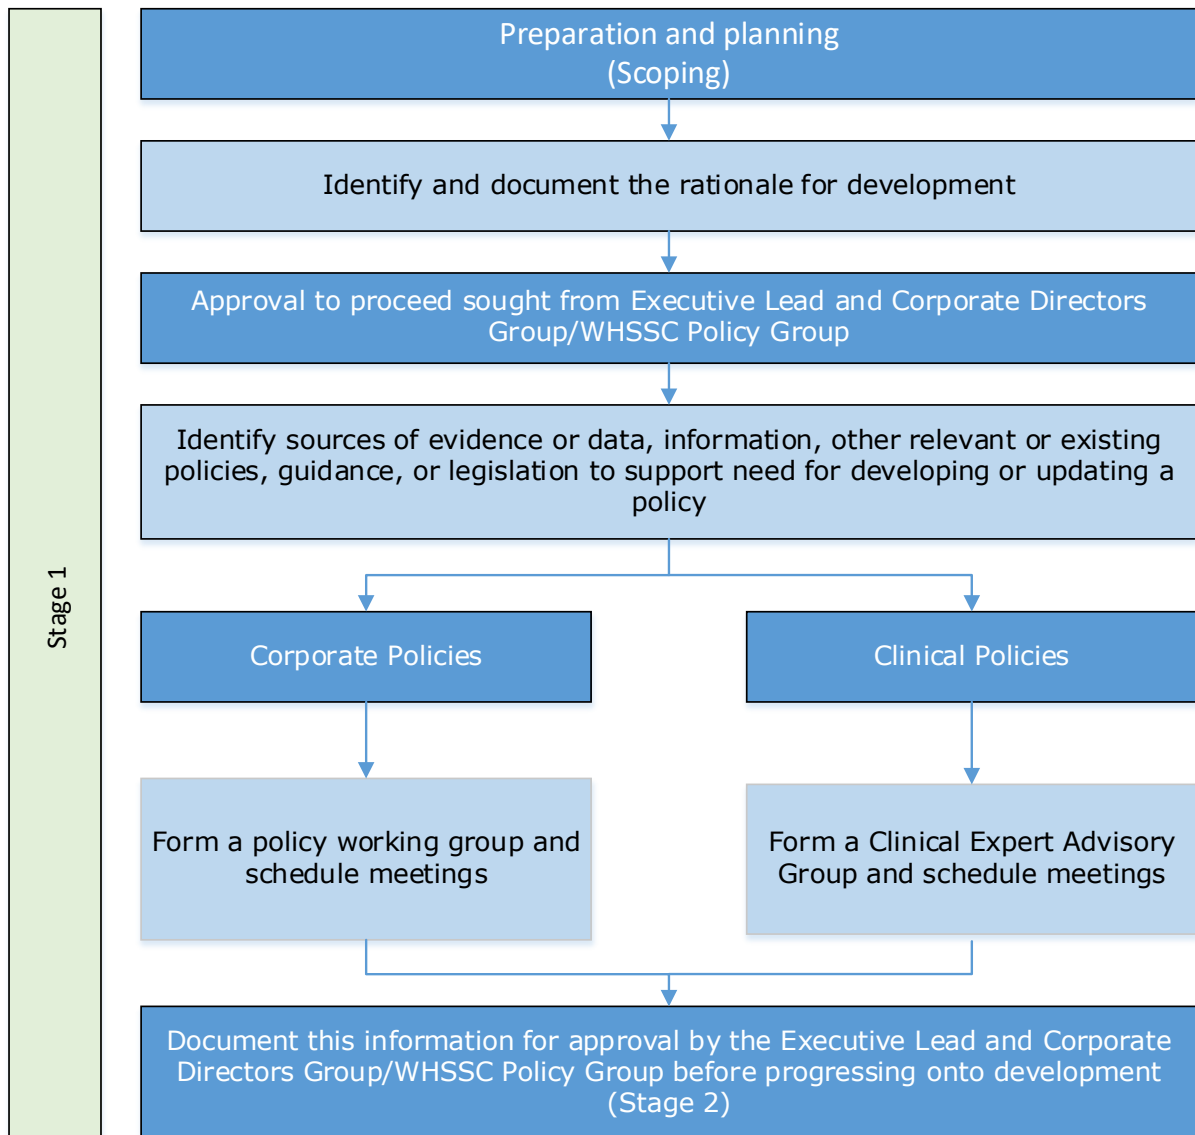 Stage 1
Preparation and planning
(Scoping)
Identify and document the rationale for development
Approval to proceed sought from Executive Lead and Corporate Directors
Group/WHSSC Policy Group
Identify sources of evidence or data, information, other relevant or existing
policies, guidance, or legislation to support need for developing or updating a
policy
Corporate Policies
Clinical Policies
Form a policy working group and
schedule meetings
Form a Clinical Expert Advisory
Group and schedule meetings
Document this information for approval by the Executive Lead and Corporate
Directors Group/WHSSC Policy Group before progressing onto development
(Stage 2)